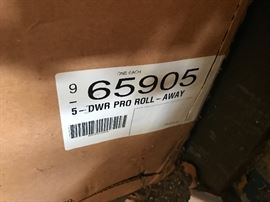 ONE EACH
9-65905
5-DWR PRO ROLL-AWAY